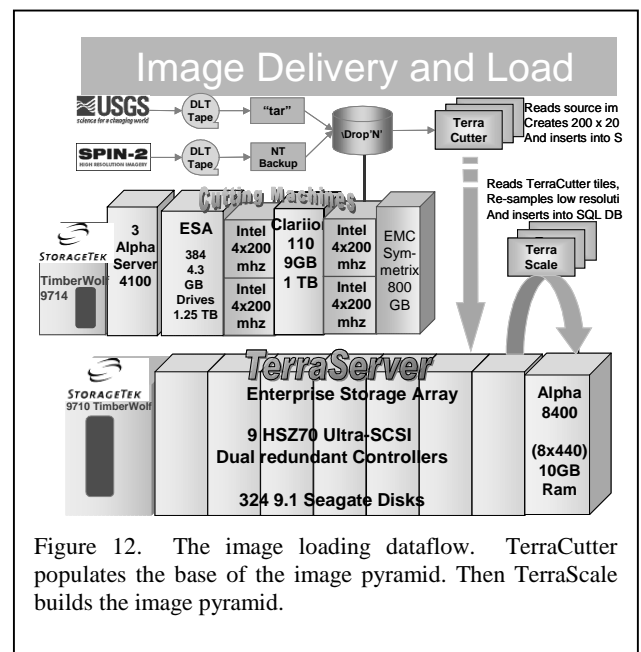 Image Delivery and Load
USGS
science for a changing world
DLT
Tape
"tar"
\Drop'N'
Terra
Cutter
Reads source im
Creates 200 x 20
And inserts into S
SPIN-2
HIGH RESOLUTION IMAGERY
DLT
Tape
NT
Backup
Reads TerraCutter tiles,
Re-samples low resoluti
And inserts into SQL DB
Terra
Scale
Cutting Machines
STORAGETEK
TimberWolf
9714
3
Alpha
Server
4100
ESA
384
4.3
GB
Drives
1.25 TB
Intel
4x200
mhz
Intel
4x200
mhz
Clariion
110
9GB
1 TB
Intel
4x200
mhz
Intel
4x200
mhz
EMC
Sym-
metrix
800
GB
TerraServer
STORAGETEK
9710 TimberWolf
Enterprise Storage Array
9 HSZ70 Ultra-SCSI
Dual redundant Controllers
324 9.1 Seagate Disks
Alpha
8400
(8x440)
10GB
Ram
Figure 12. The image loading dataflow. TerraCutter
populates the base of the image pyramid. Then TerraScale
builds the image pyramid.